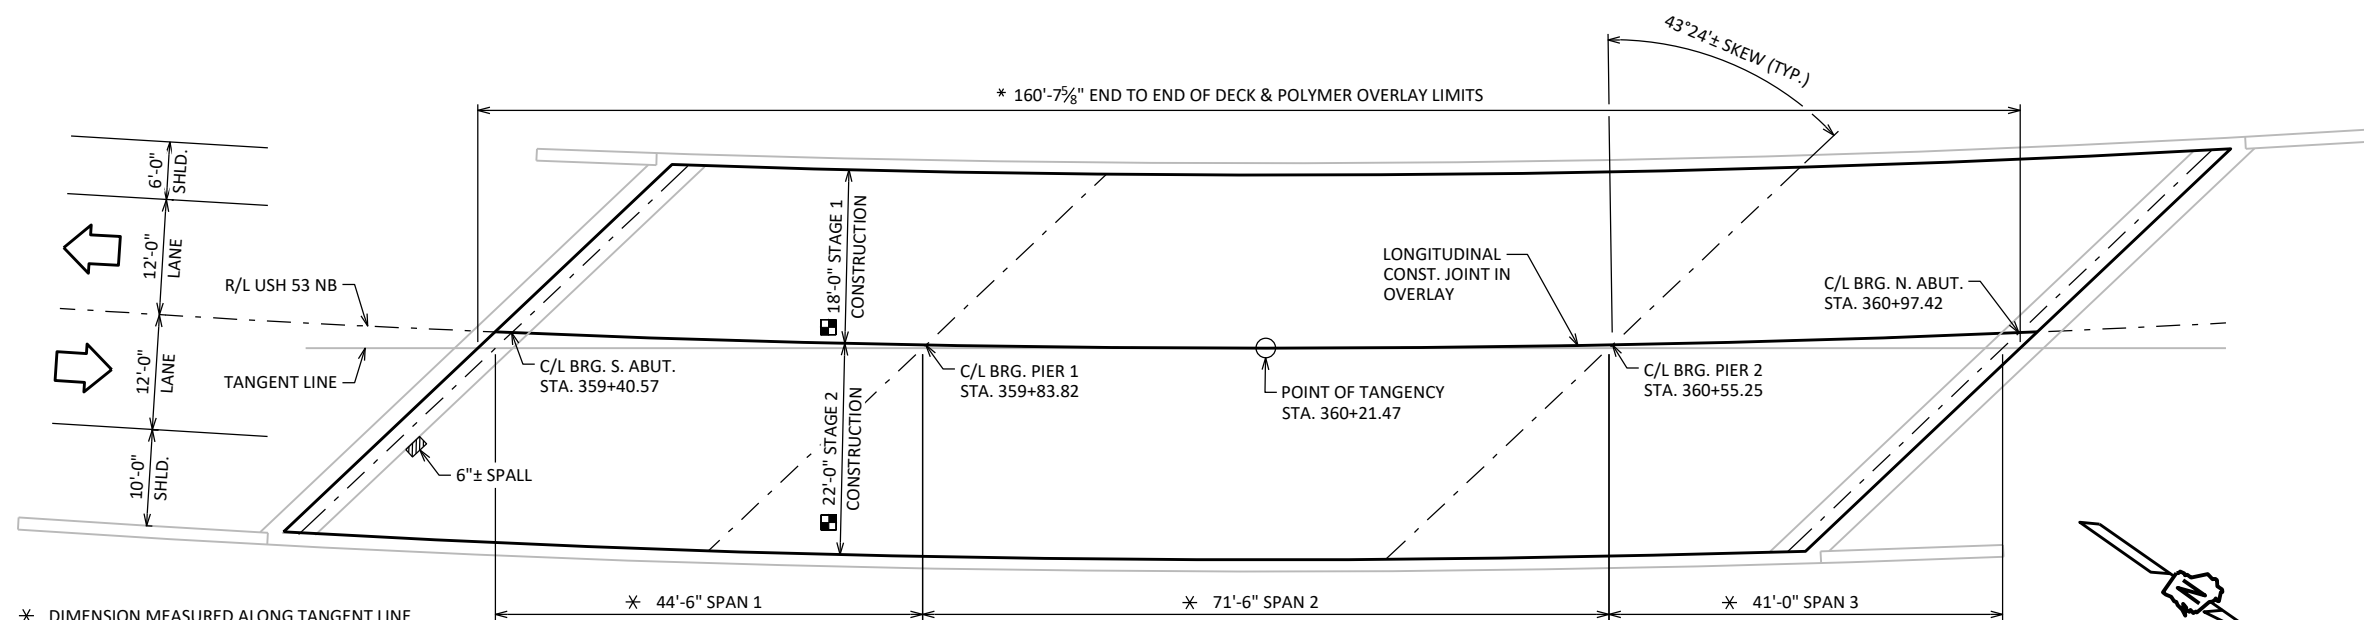 43°24'± SKEW (TYP.)
* 160'-7⅝" END TO END OF DECK & POLYMER OVERLAY LIMITS
6'-0"
SHLD.
12'-0"
LANE
R/L USH 53 NB
12'-0"
LANE
TANGENT LINE
10'-0"
SHLD.
18'-0" STAGE 1
CONSTRUCTION
LONGITUDINAL
CONST. JOINT IN
OVERLAY
C/L BRG. N. ABUT.
STA. 360+97.42
C/L BRG. S. ABUT.
STA. 359+40.57
C/L BRG. PIER 1
STA. 359+83.82
POINT OF TANGENCY
STA. 360+21.47
C/L BRG. PIER 2
STA. 360+55.25
22'-0" STAGE 2
CONSTRUCTION
6"± SPALL
* 44'-6" SPAN 1
* 71'-6" SPAN 2
* 41'-0" SPAN 3
* DIMENSION MEASURED ALONG TANGENT LINE
N